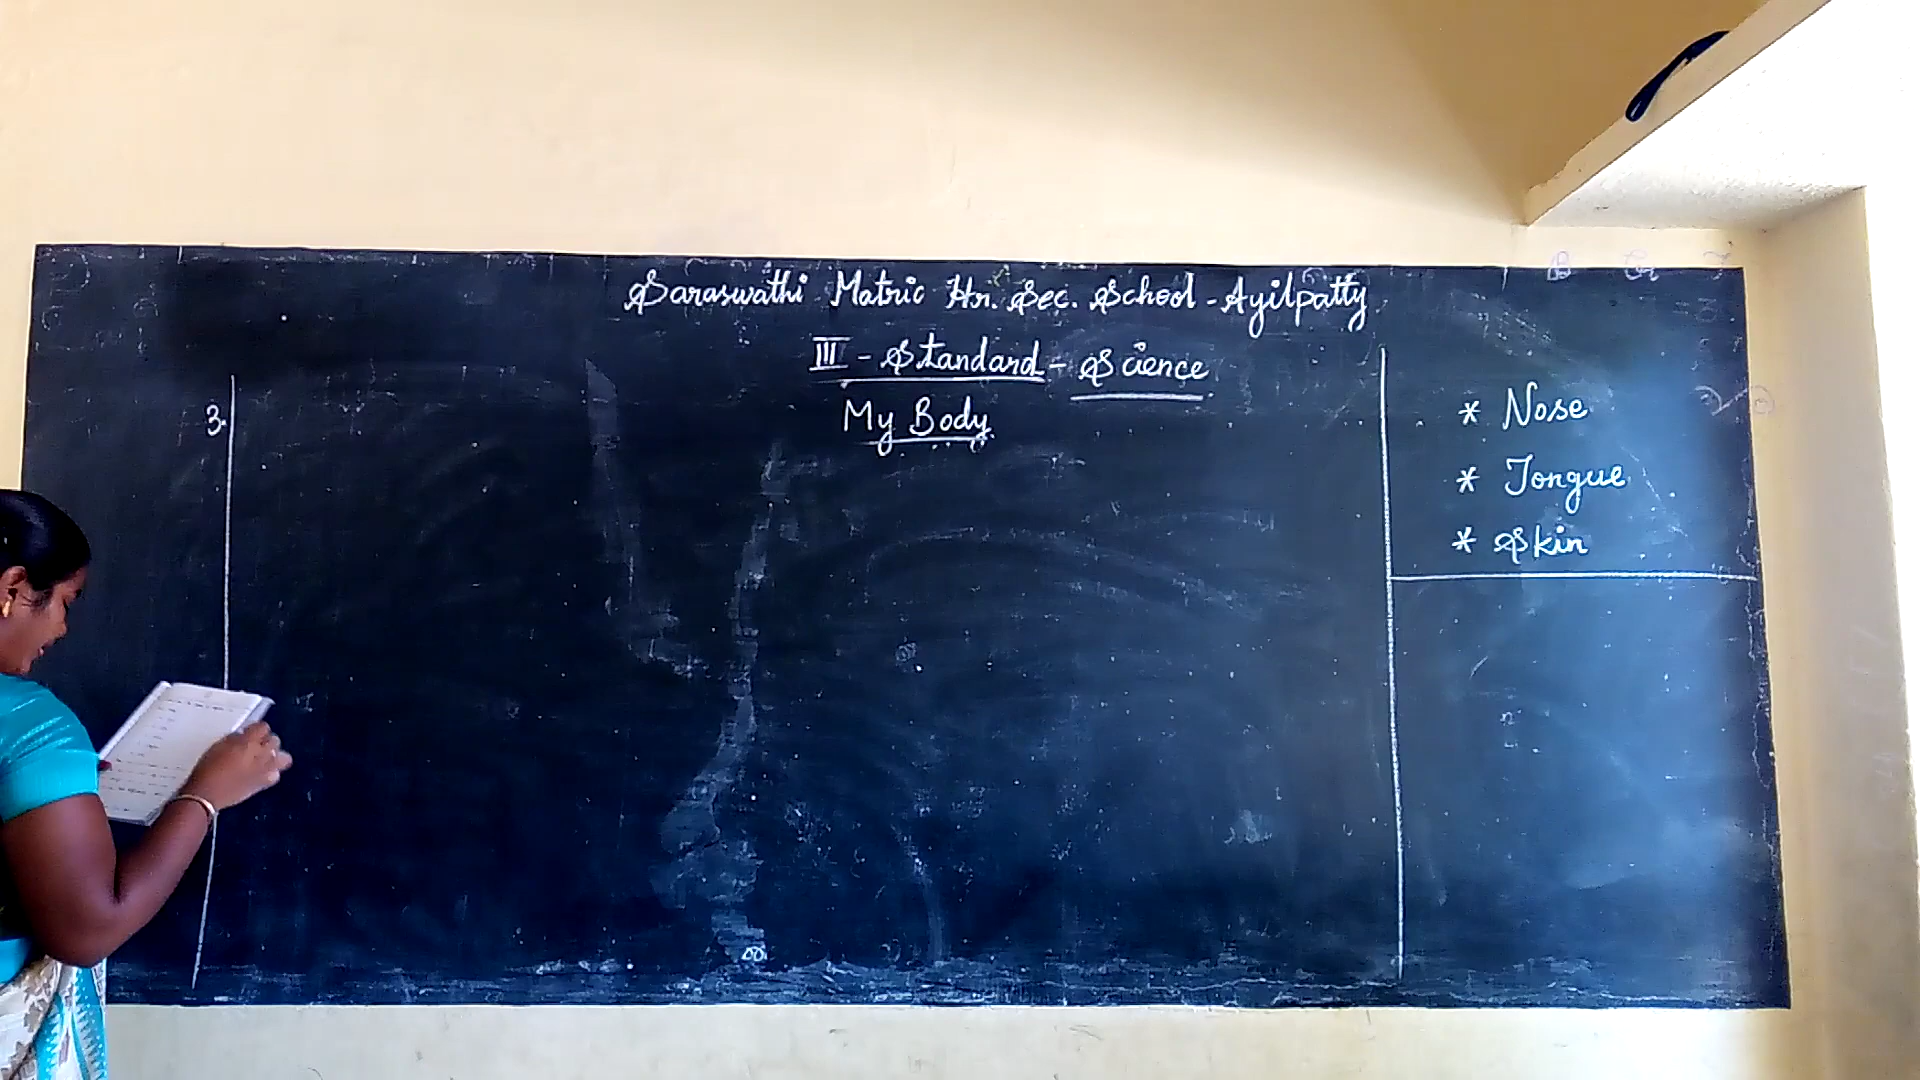 Saraswathi Matric Hr. Sec. School - Ayilpatty
III - Standard - Science
My Body
3.
* Nose
* Tongue
* Skin